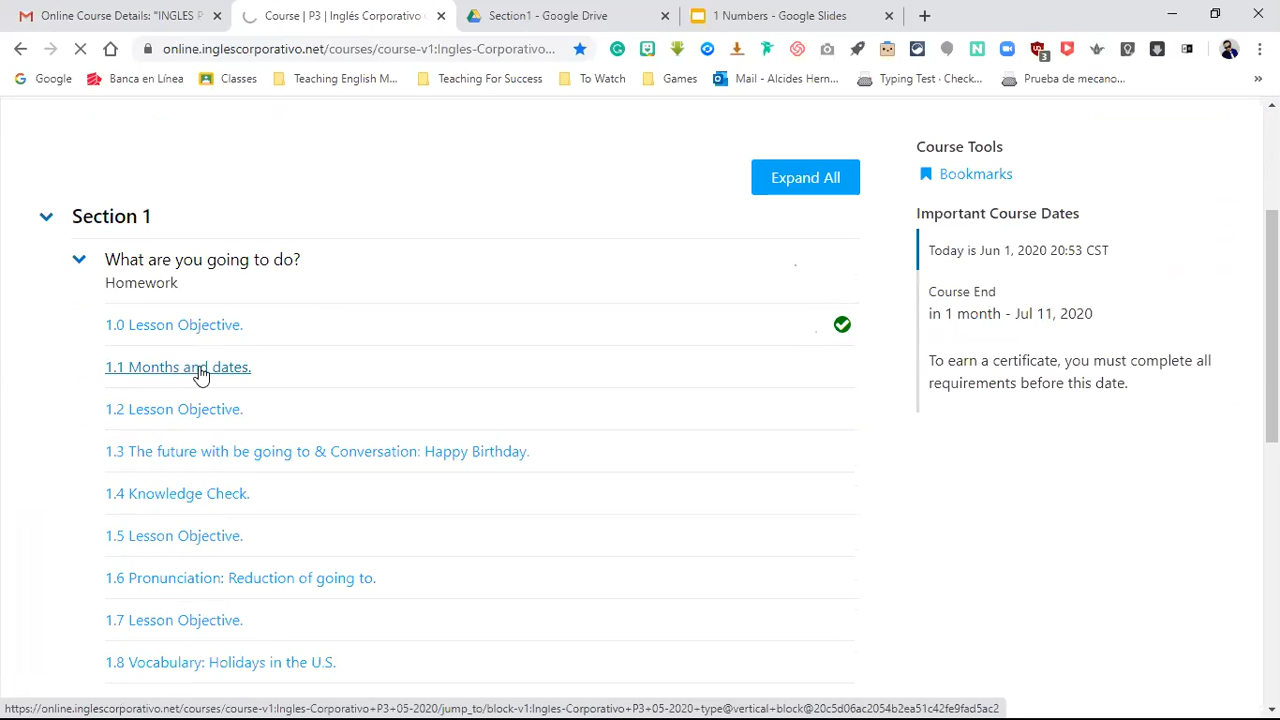 Online Course Details: "INGLES P
Course | P3 | Inglés Corporativo
Section1 - Google Drive
1 Numbers - Google Slides
online.inglescorporativo.net/courses/course-v1:Ingles-Corporativo...
3
Google
Banca en Línea
Classes
Teaching English M...
Teaching For Success
To Watch
Games
Mail - Alcides Hern...
Typing Test · Check...
Prueba de mecano...
Expand All
Section 1
What are you going to do?
Homework
1.0 Lesson Objective.
1.1 Months and dates.
1.2 Lesson Objective.
1.3 The future with be going to & Conversation: Happy Birthday.
1.4 Knowledge Check.
1.5 Lesson Objective.
1.6 Pronunciation: Reduction of going to.
1.7 Lesson Objective.
1.8 Vocabulary: Holidays in the U.S.
Course Tools
Bookmarks
Important Course Dates
Today is Jun 1, 2020 20:53 CST
Course End
in 1 month - Jul 11, 2020
To earn a certificate, you must complete all
requirements before this date.
https://online.inglescorporativo.net/courses/course-v1:Ingles-Corporativo+P3+05-2020/jump_to/block-v1:Ingles-Corporativo+P3+05-2020+type@vertical+block@20c5d06ac2054b2ea51c42fe9fad5ac2